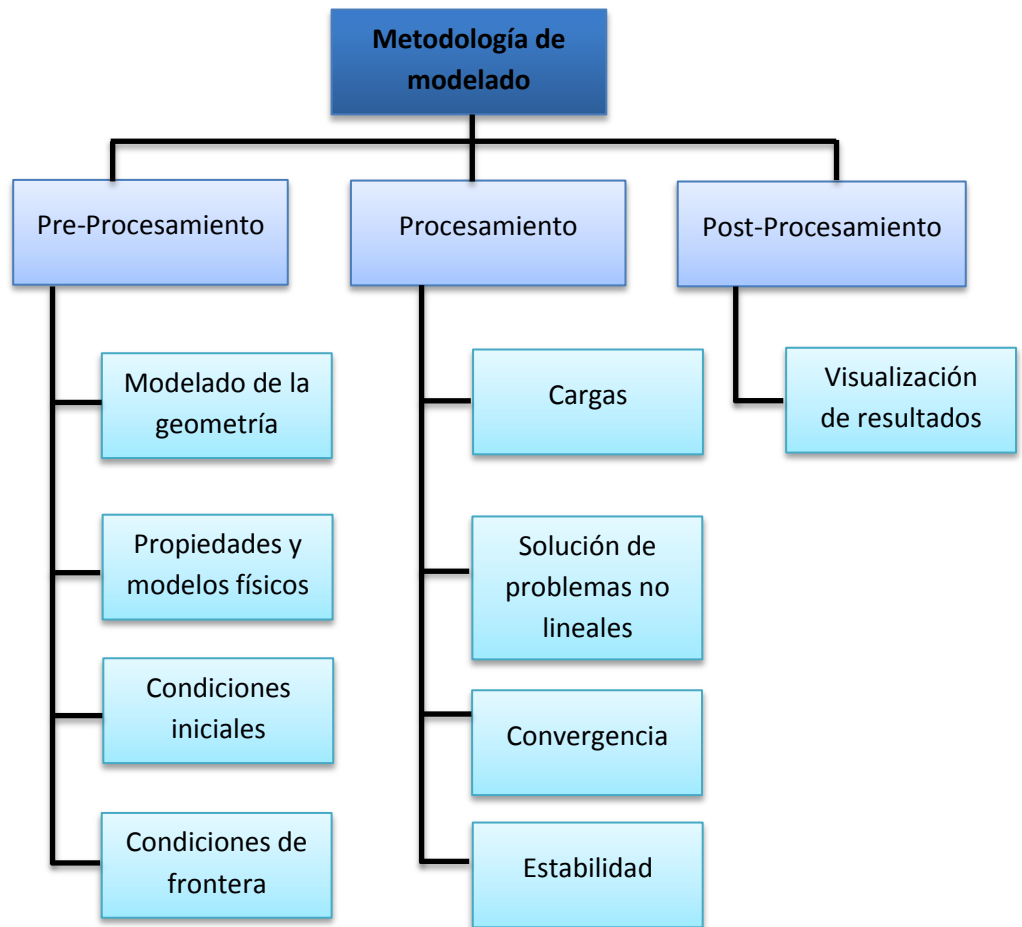 Metodología de
modelado
Pre-Procesamiento
Procesamiento
Post-Procesamiento
Modelado de la
geometría
Propiedades y
modelos físicos
Condiciones
iniciales
Condiciones de
frontera
Cargas
Solución de
problemas no
lineales
Convergencia
Estabilidad
Visualización
de resultados